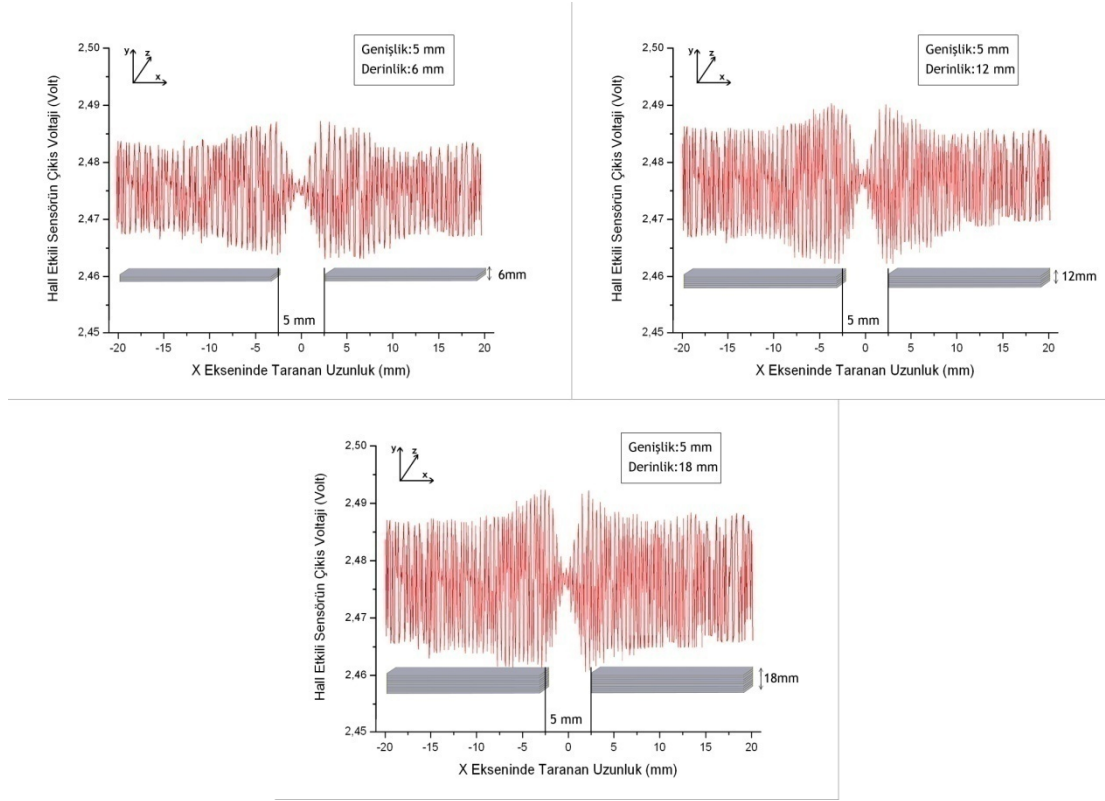 Genişlik:5 mm
Derinlik:6 mm
Hall Etkili Sensörün Çikis Voltaji (Volt)
2,50
2,49
2,48
2,47
2,46
2,45
y
z
x
6mm
5 mm
-20 -15 -10 -5 0 5 10 15 20
X Ekseninde Taranan Uzunluk (mm)
Genişlik:5 mm
Derinlik:12 mm
Hall Etkili Sensörün Çikis Voltaji (Volt)
2,50
2,49
2,48
2,47
2,46
2,45
y
z
x
12mm
5 mm
-20 -15 -10 -5 0 5 10 15 20
X Ekseninde Taranan Uzunluk (mm)
Genişlik:5 mm
Derinlik:18 mm
Hall Etkili Sensörün Çikis Voltaji (Volt)
2,50
2,49
2,48
2,47
2,46
2,45
y
z
x
18mm
5 mm
-20 -15 -10 -5 0 5 10 15 20
X Ekseninde Taranan Uzunluk (mm)